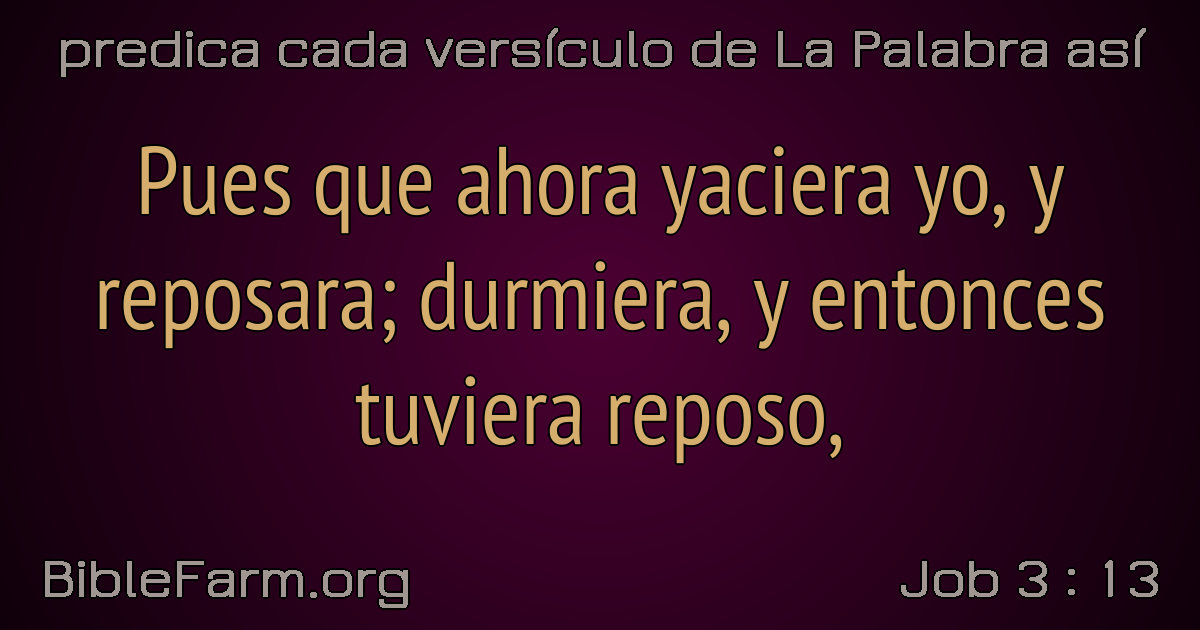 predica cada versículo de La Palabra así
Pues que ahora yaciera yo, y
reposara; durmiera, y entonces
tuviera reposo,
BibleFarm.org
Job 3 : 13